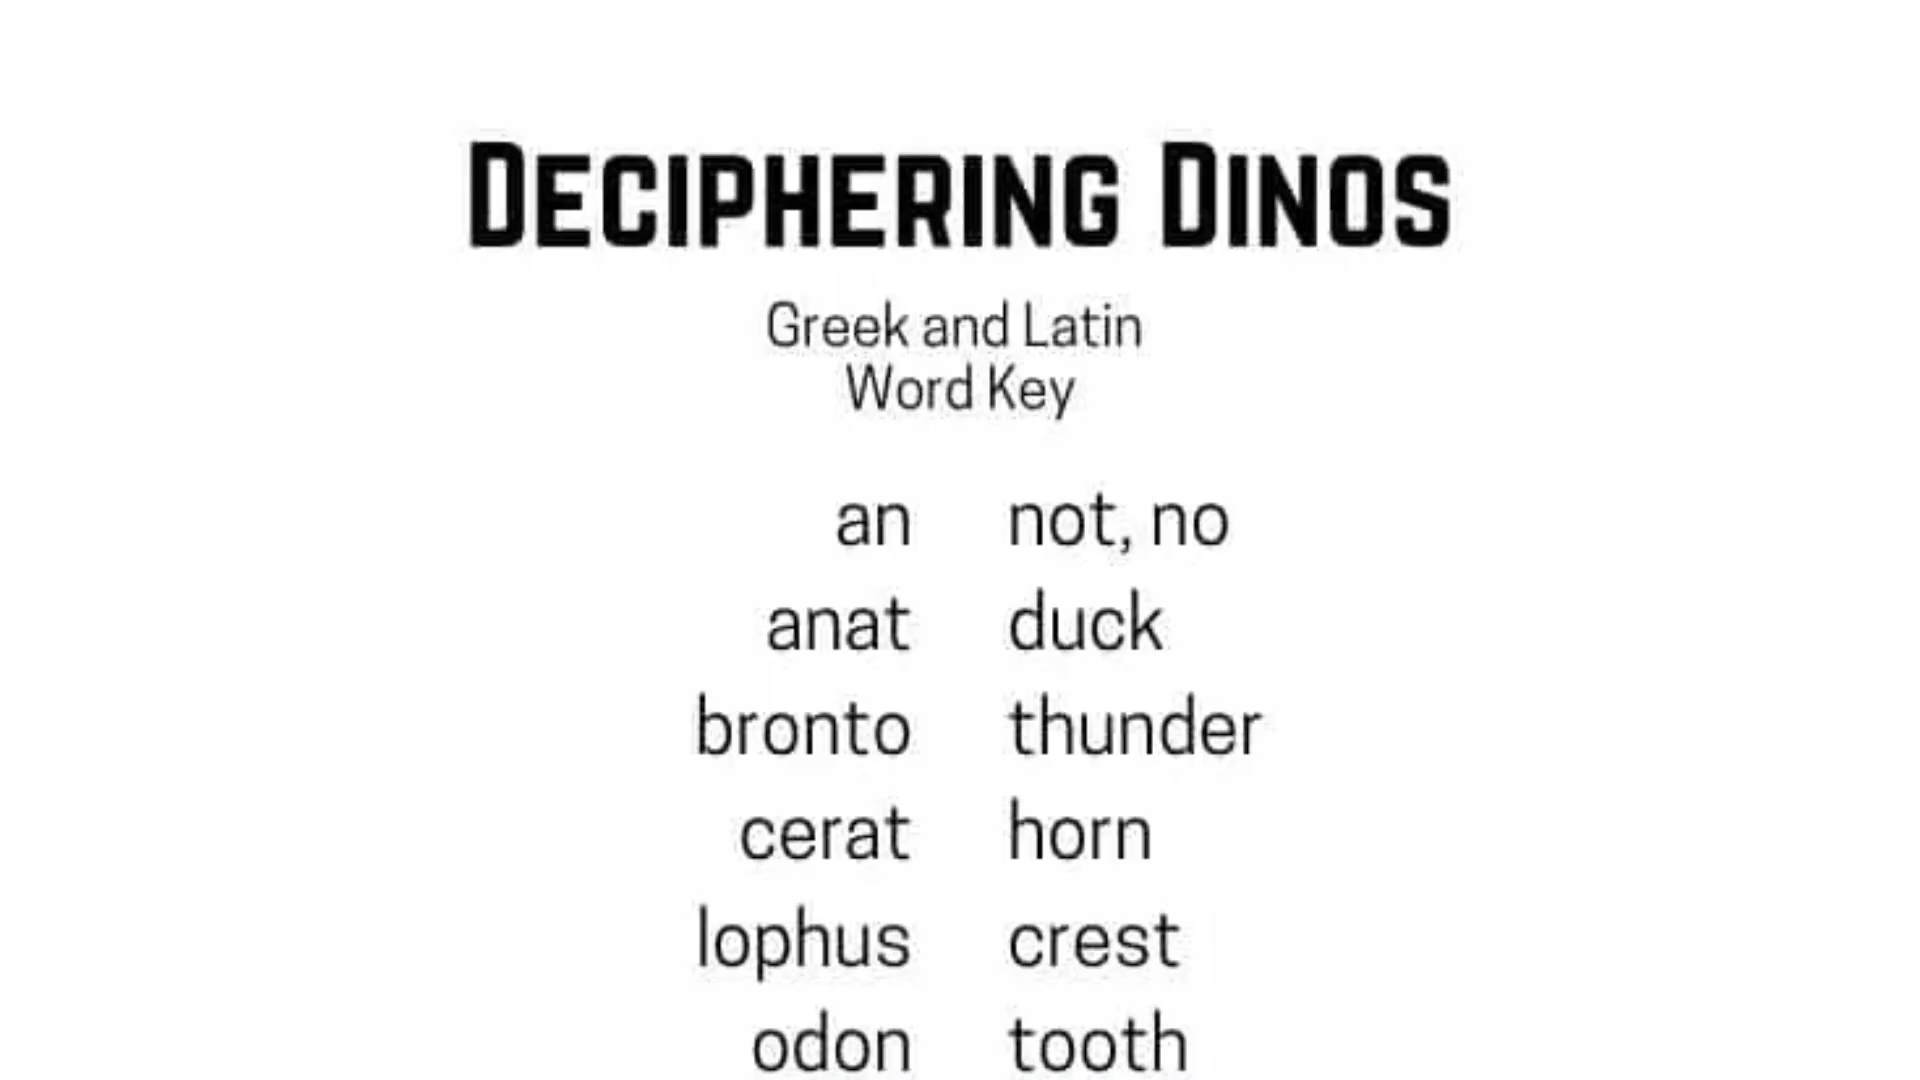 Deciphering Dinos
Greek and Latin
Word Key
an not, no
anat duck
bronto thunder
cerat horn
lophus crest
odon tooth